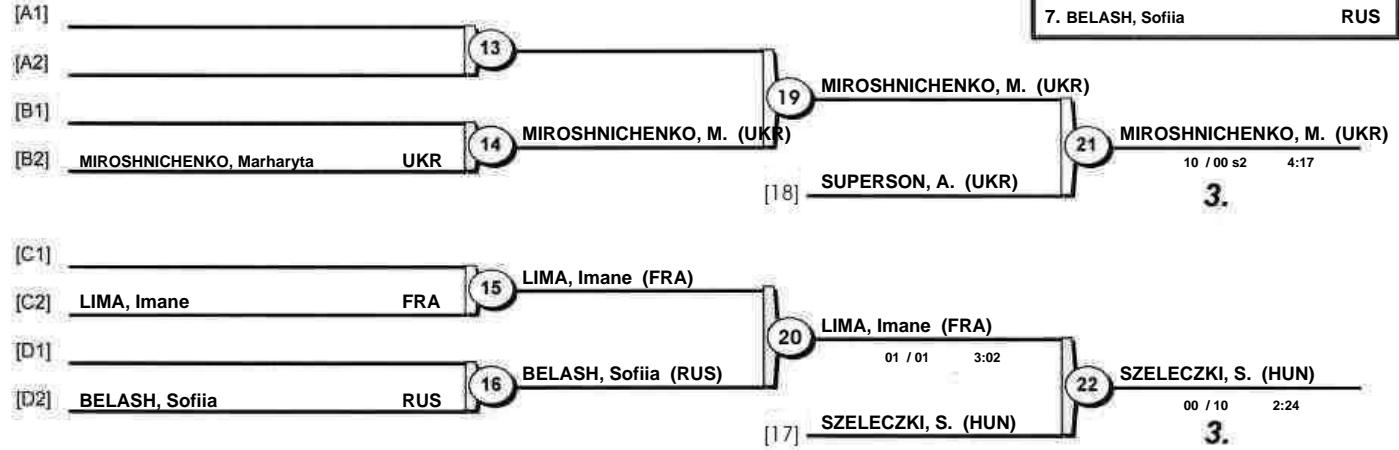 7. BELASH, Sofiia RUS
[A1]
13
[A2]
19 MIROSHNICHENKO, M. (UKR)
[B1]
14 MIROSHNICHENKO, M. (UKR)
21 MIROSHNICHENKO, M. (UKR)
[B2] MIROSHNICHENKO, Marharyta UKR
10 / 00 s2 4:17
[18] SUPERSON, A. (UKR)
3.
[C1]
15 LIMA, Imane (FRA)
[C2] LIMA, Imane FRA
20 LIMA, Imane (FRA)
01 / 01 3:02
[D1]
16 BELASH, Sofiia (RUS)
22 SZELECZKI, S. (HUN)
[D2] BELASH, Sofiia RUS
00 / 10 2:24
[17] SZELECZKI, S. (HUN)
3.